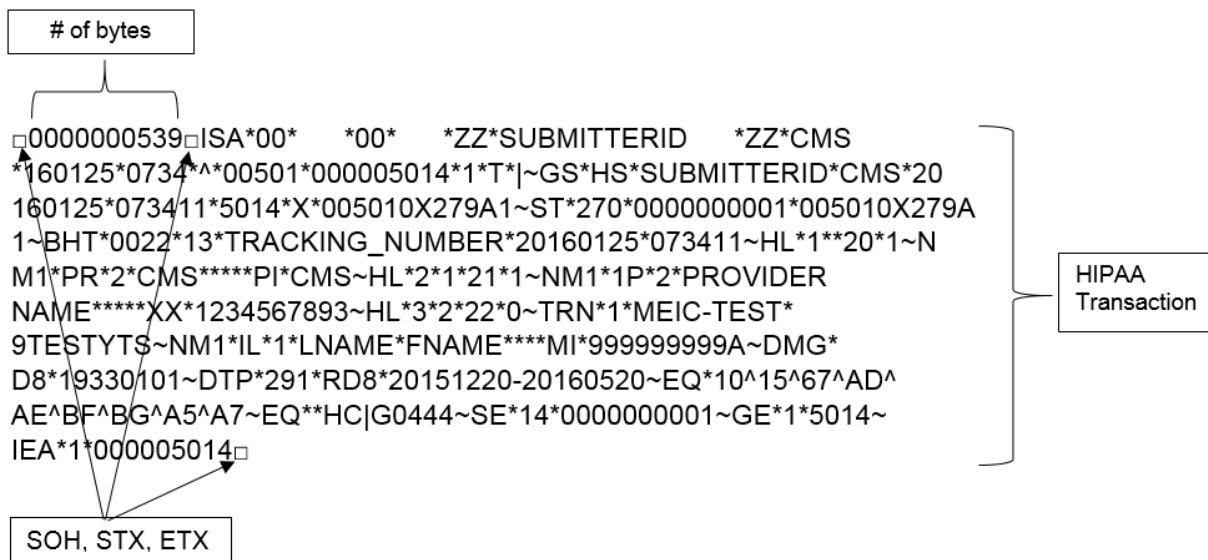 # of bytes
□0000000539□ISA*00*     *00*     *ZZ*SUBMITTERID     *ZZ*CMS
*160125*0734*^*00501*000005014*1*T*|~GS*HS*SUBMITTERID*CMS*20
160125*073411*5014*X*005010X279A1~ST*270*0000000001*005010X279A
1~BHT*0022*13*TRACKING_NUMBER*20160125*073411~HL*1**20*1~N
M1*PR*2*CMS*****PI*CMS~HL*2*1*21*1~NM1*1P*2*PROVIDER
NAME*****XX*1234567893~HL*3*2*22*0~TRN*1*MEIC-TEST*
9TESTYTS~NM1*IL*1*LNAME*FNAME****MI*999999999A~DMG*
D8*19330101~DTP*291*RD8*20151220-20160520~EQ*10^15^67^AD^
AE^BF^BG^A5^A7~EQ**HC|G0444~SE*14*0000000001~GE*1*5014~
IEA*1*000005014□
HIPAA
Transaction
SOH, STX, ETX